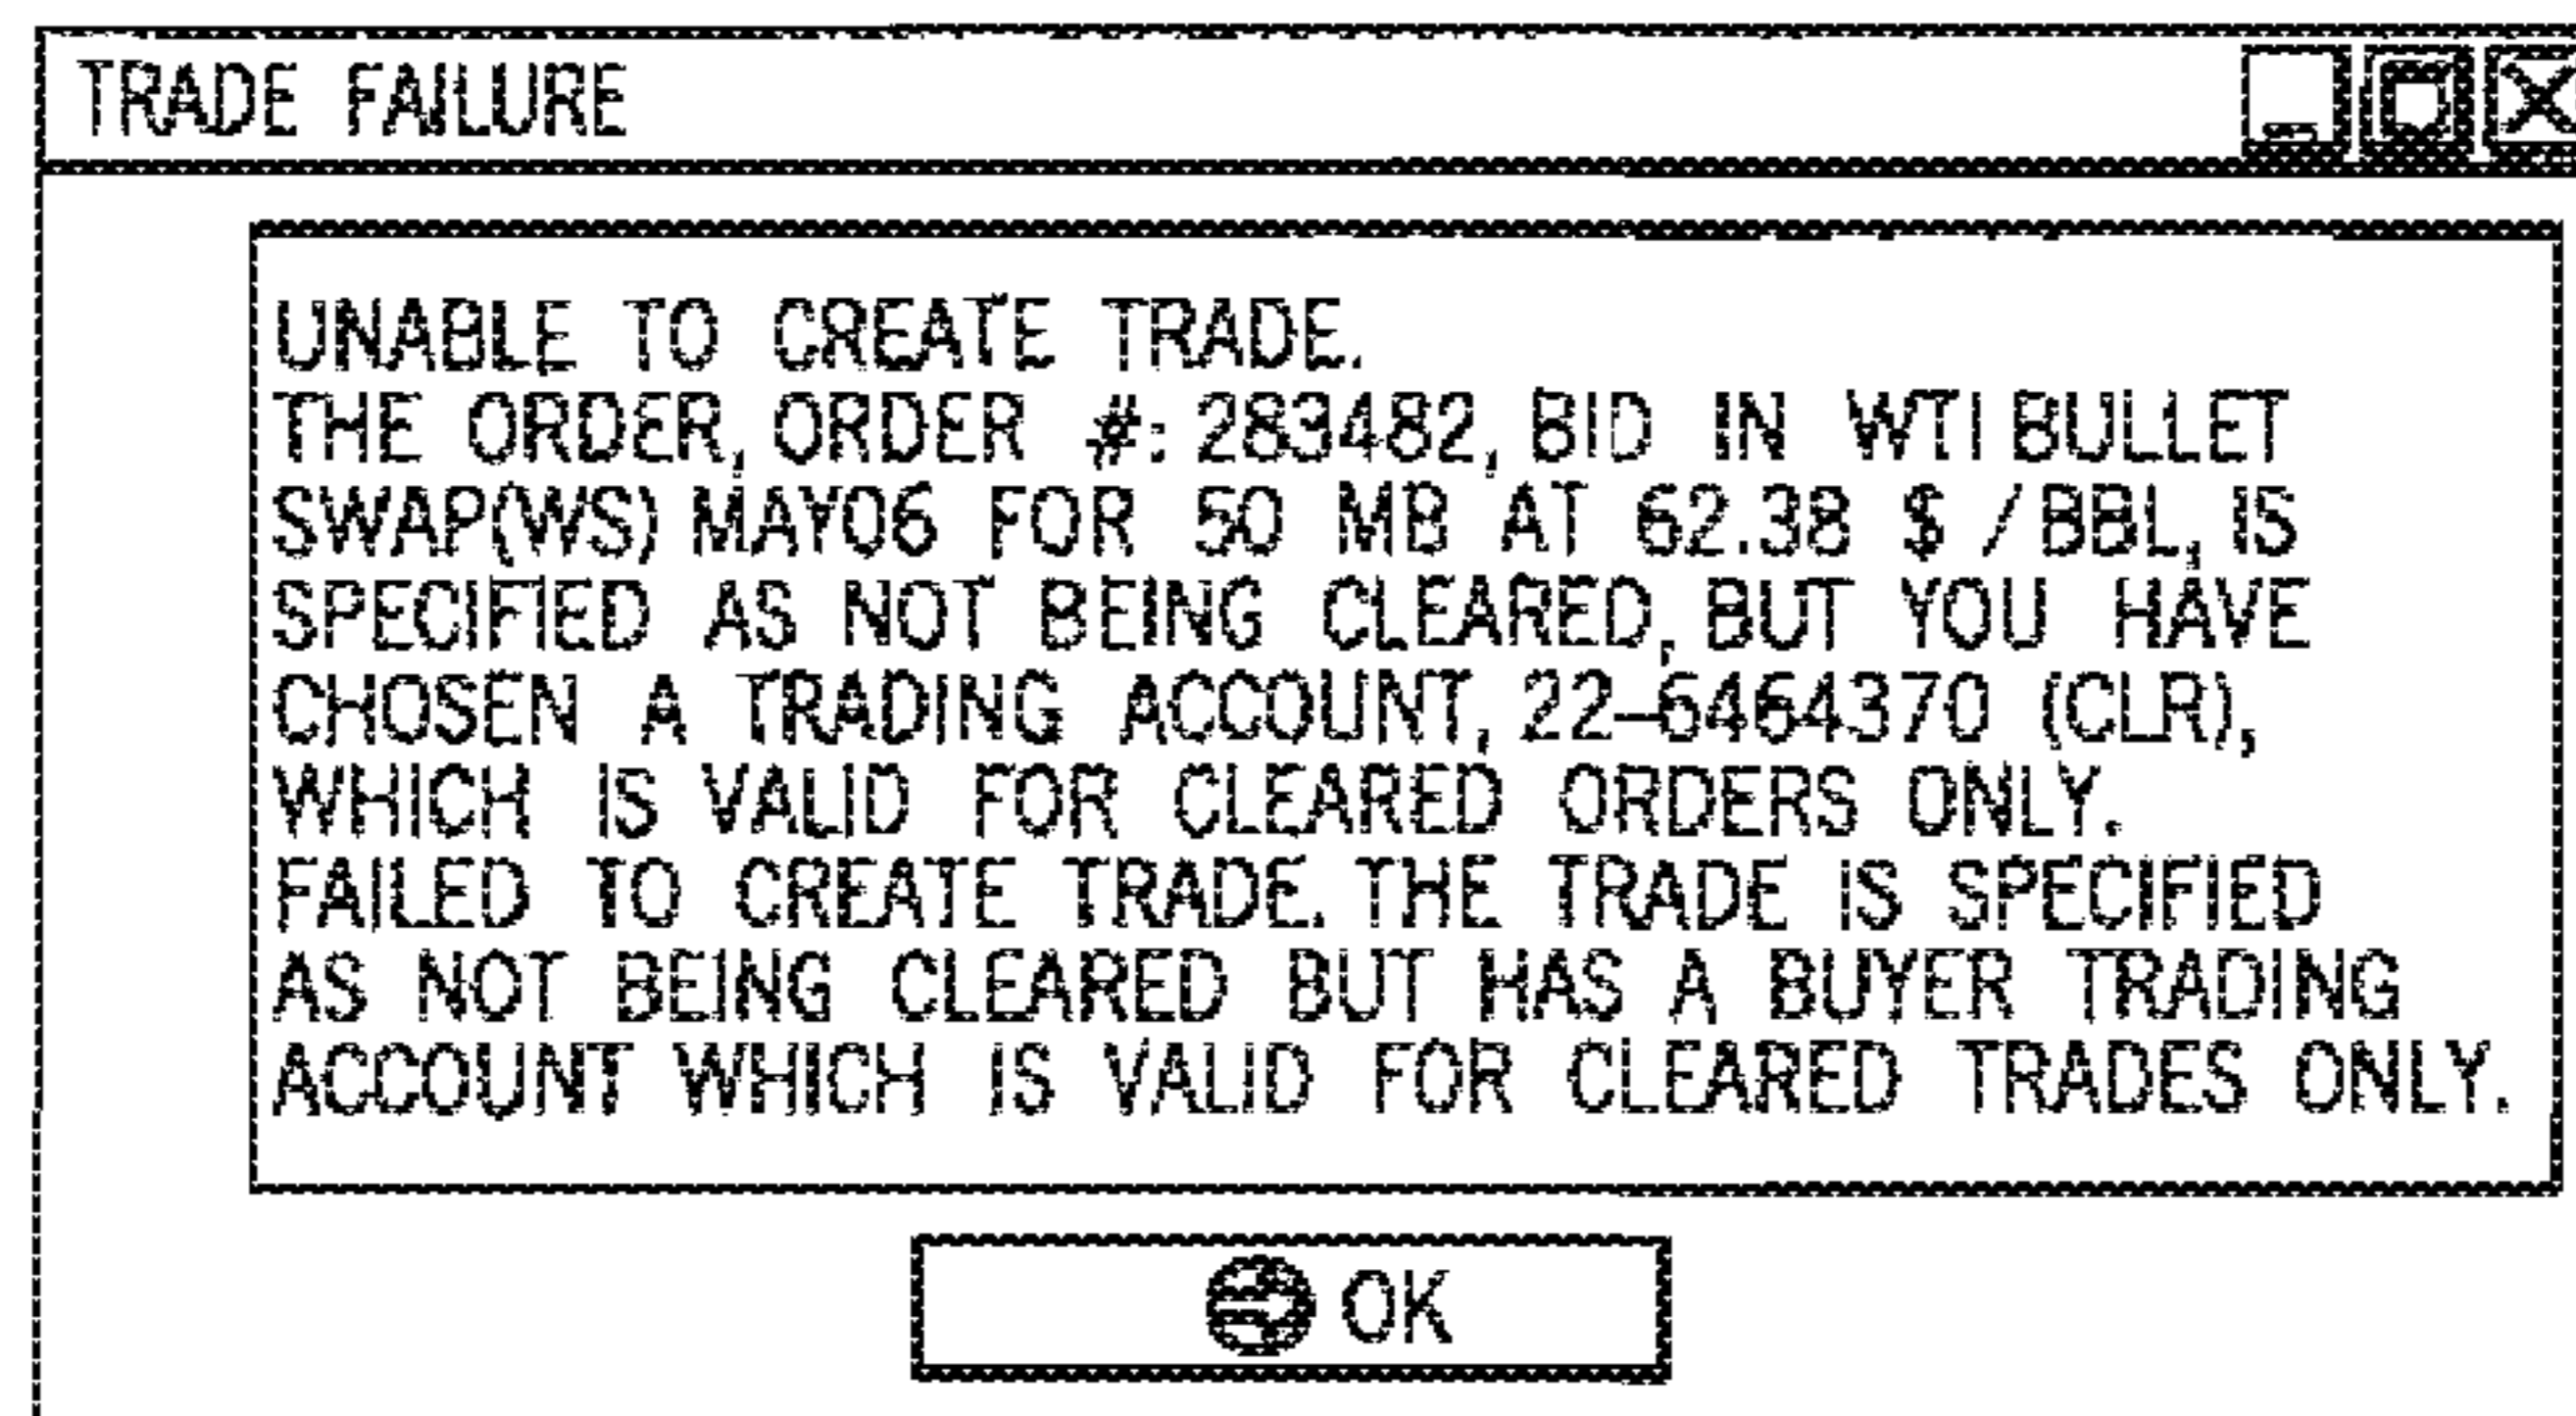 TRADE FAILURE
UNABLE TO CREATE TRADE.
THE ORDER, ORDER #: 283482, BID IN WTI BULLET
SWAP(WS) MAY06 FOR 50 MB AT 62.38 $ /BBL, IS
SPECIFIED AS NOT BEING CLEARED, BUT YOU HAVE
CHOSEN A TRADING ACCOUNT, 22-6464370 (CLR),
WHICH IS VALID FOR CLEARED ORDERS ONLY.
FAILED TO CREATE TRADE. THE TRADE IS SPECIFIED
AS NOT BEING CLEARED BUT HAS A BUYER TRADING
ACCOUNT WHICH IS VALID FOR CLEARED TRADES ONLY.
OK